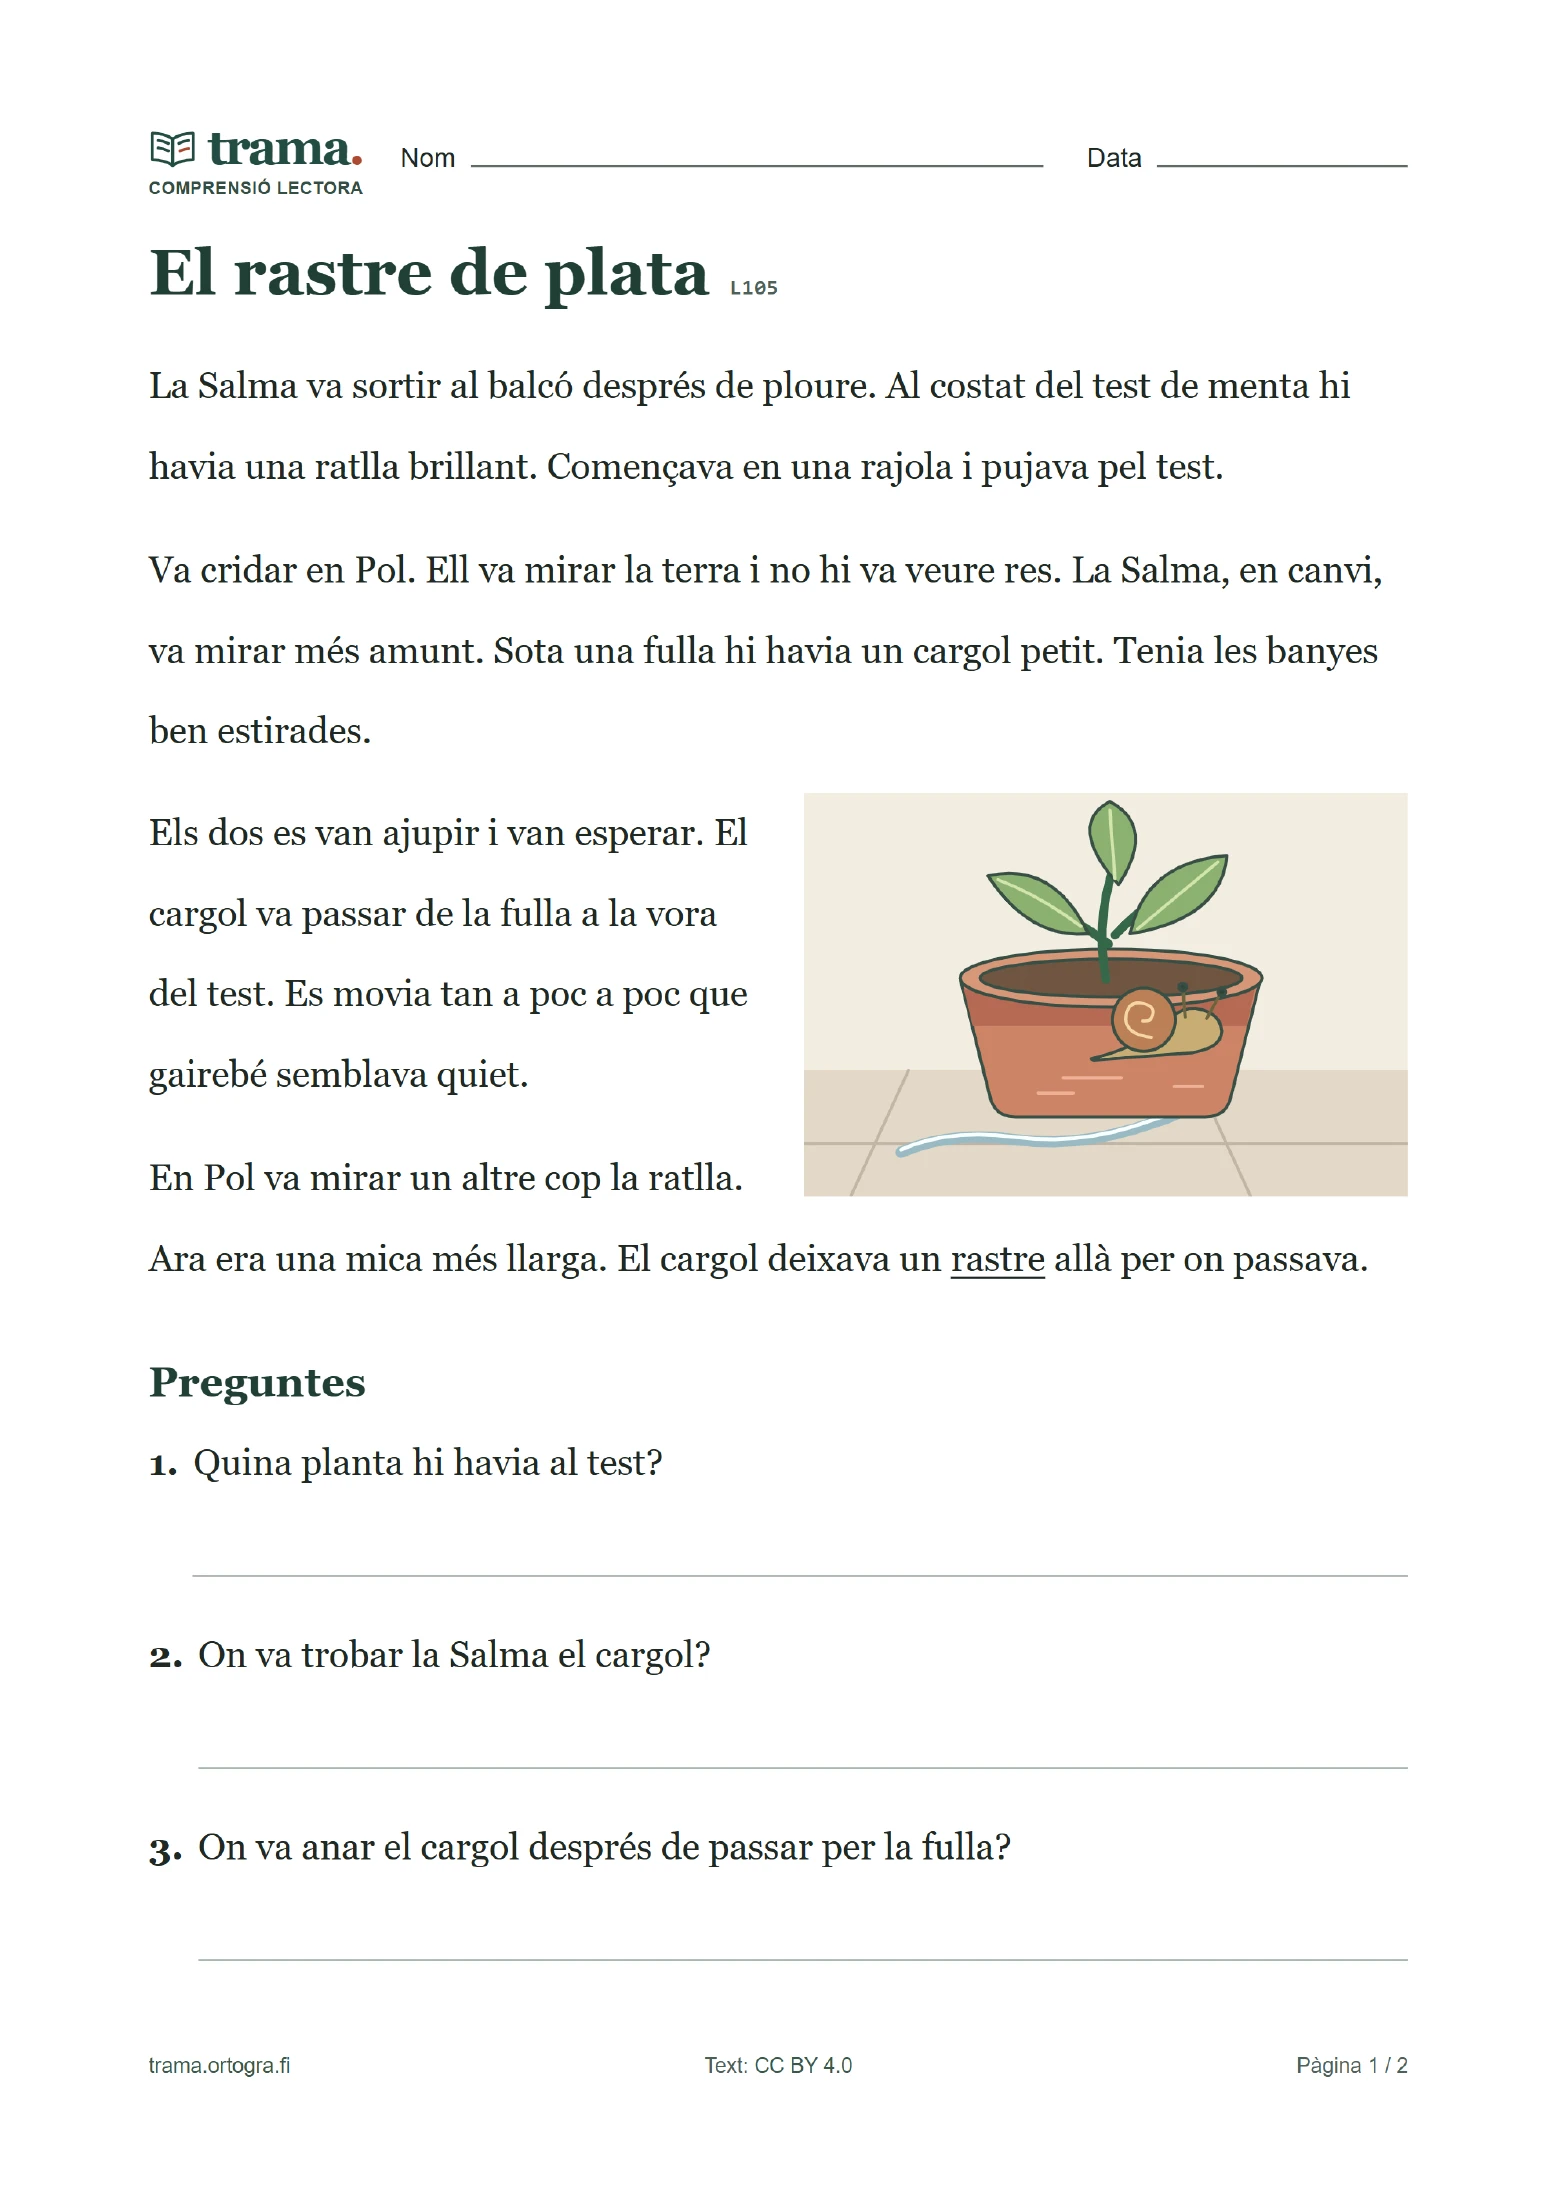 trama.
COMPRENSIÓ LECTORA
Nom
Data
El rastre de plata L105
La Salma va sortir al balcó després de ploure. Al costat del test de menta hi
havia una ratlla brillant. Començava en una rajola i pujava pel test.
Va cridar en Pol. Ell va mirar la terra i no hi va veure res. La Salma, en canvi,
va mirar més amunt. Sota una fulla hi havia un cargol petit. Tenia les banyes
ben estirades.
Els dos es van ajupir i van esperar. El
cargol va passar de la fulla a la vora
del test. Es movia tan a poc a poc que
gairebé semblava quiet.
En Pol va mirar un altre cop la ratlla.
Ara era una mica més llarga. El cargol deixava un rastre allà per on passava.
Preguntes
1. Quina planta hi havia al test?
2. On va trobar la Salma el cargol?
3. On va anar el cargol després de passar per la fulla?
trama.ortogra.fi
Text: CC BY 4.0
Pàgina 1 / 2